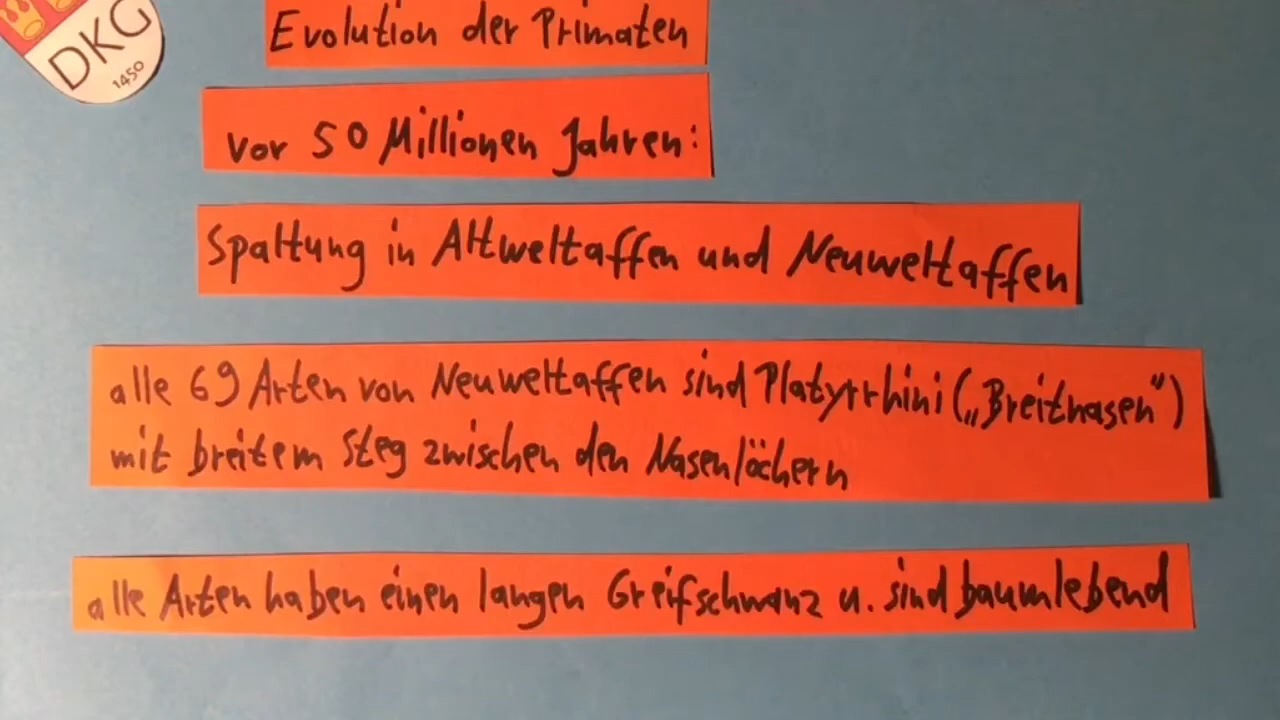 DKG
1450
Evolution der Primaten
vor 50 Millionen Jahren:
Spaltung in Altweltaffen und Neuweltaffen
alle 69 Arten von Neuweltaffen sind Platyrrhini („Breitnasen“)
mit breitem Steg zwischen den Nasenlöchern
alle Arten haben einen langen Greifschwanz u. sind baumlebend